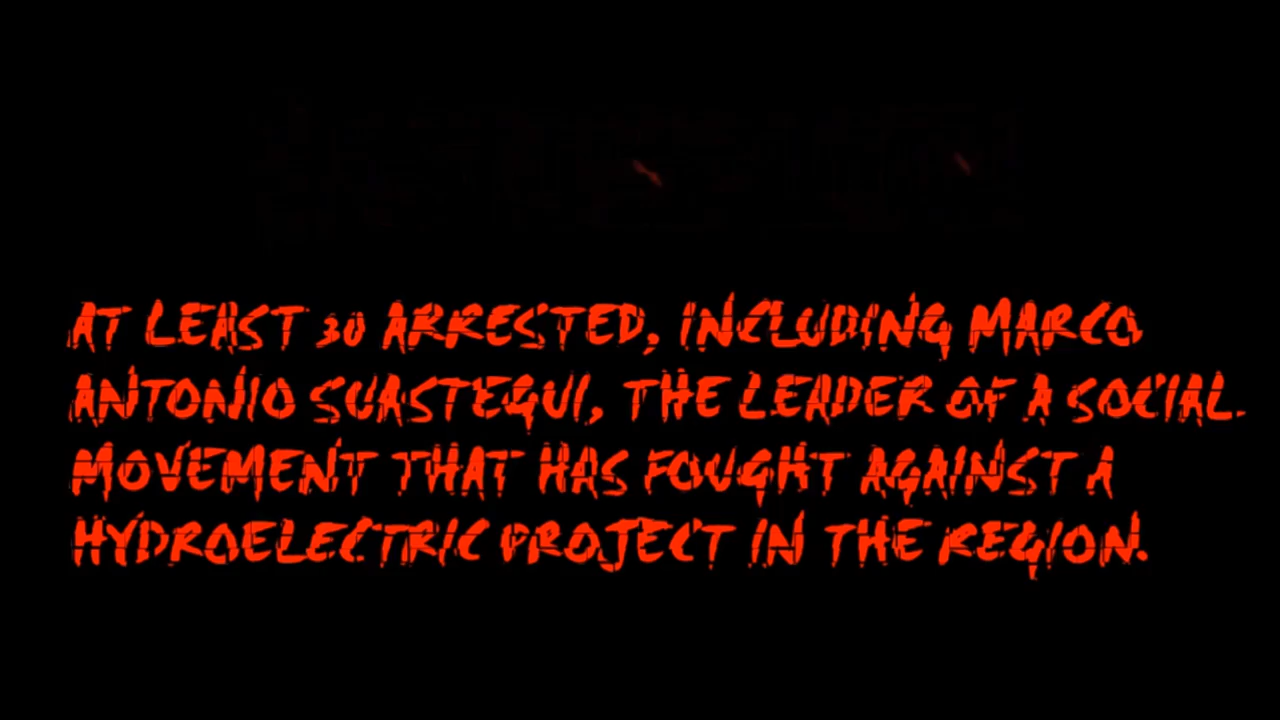 AT LEAST 30 ARRESTED, INCLUDING MARCO
ANTONIO SUASTEGUI, THE LEADER OF A SOCIAL
MOVEMENT THAT HAS FOUGHT AGAINST A
HYDROELECTRIC PROJECT IN THE REGION.